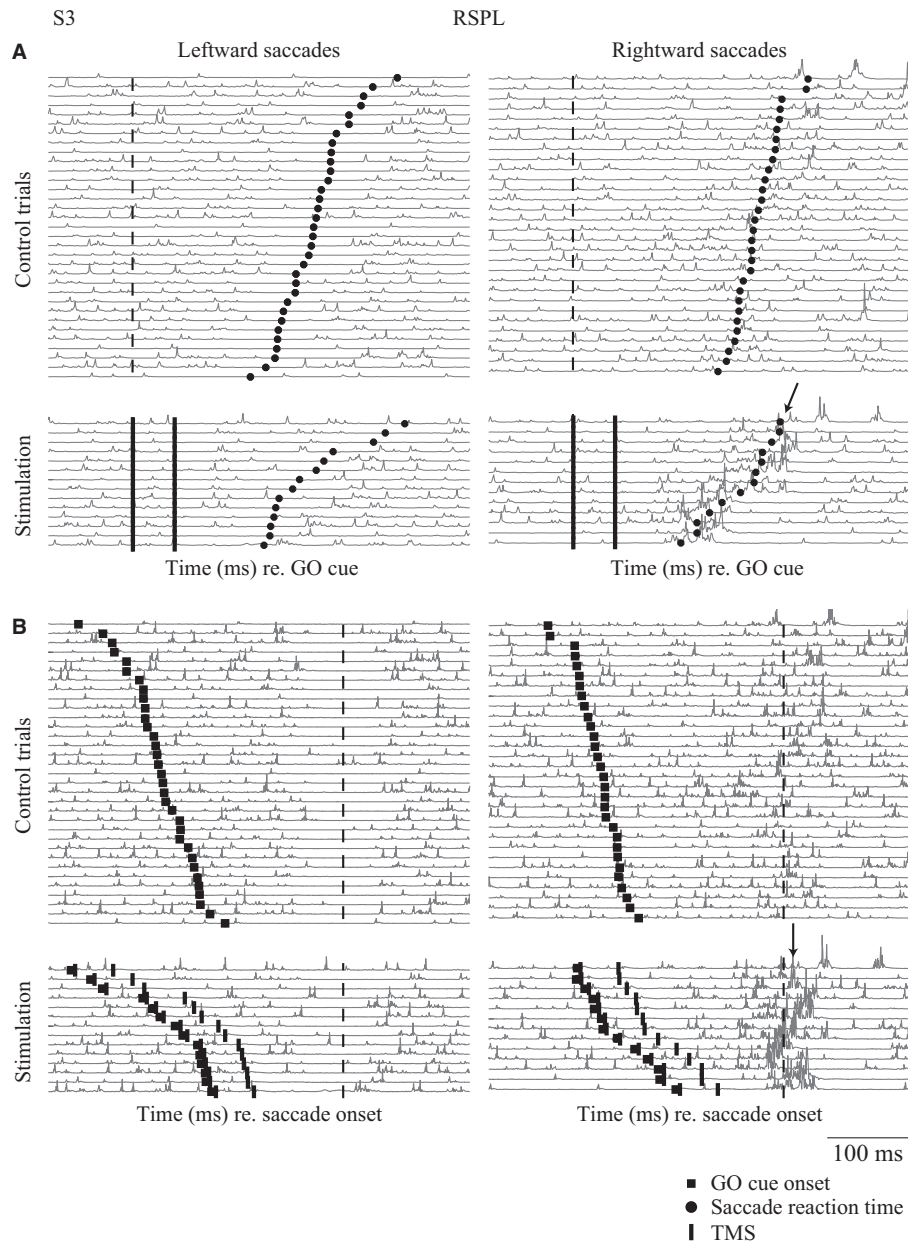 S3 RSPL
A Leftward saccades Rightward saccades
Control trials
Stimulation
Time (ms) re. GO cue Time (ms) re. GO cue
B
Control trials
Stimulation
Time (ms) re. saccade onset Time (ms) re. saccade onset
100 ms
GO cue onset
Saccade reaction time
TMS